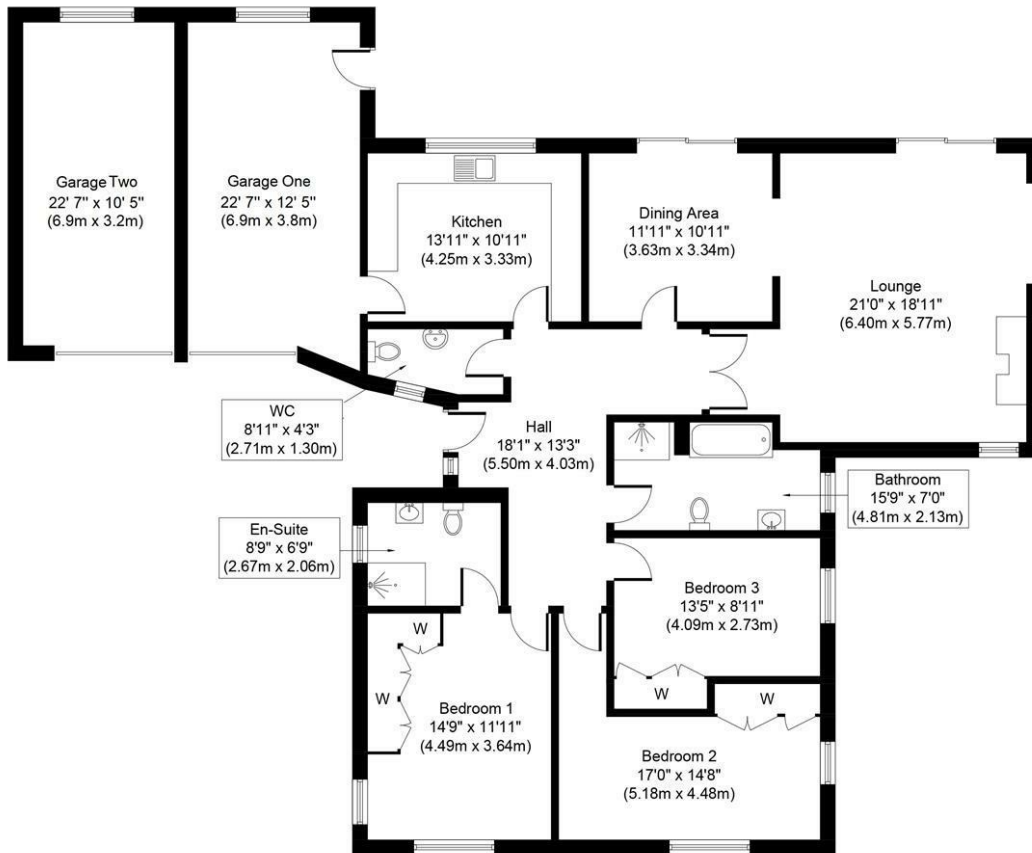 Garage Two
22' 7" x 10' 5"
(6.9m x 3.2m)
Garage One
22' 7" x 12' 5"
(6.9m x 3.8m)
Kitchen
13'11" x 10'11"
(4.25m x 3.33m)
Dining Area
11'11" x 10'11"
(3.63m x 3.34m)
Lounge
21'0" x 18'11"
(6.40m x 5.77m)
WC
8'11" x 4'3"
(2.71m x 1.30m)
Hall
18'1" x 13'3"
(5.50m x 4.03m)
Bathroom
15'9" x 7'0"
(4.81m x 2.13m)
En-Suite
8'9" x 6'9"
(2.67m x 2.06m)
Bedroom 3
13'5" x 8'11"
(4.09m x 2.73m)
W
W
W
W
Bedroom 1
14'9" x 11'11"
(4.49m x 3.64m)
Bedroom 2
17'0" x 14'8"
(5.18m x 4.48m)